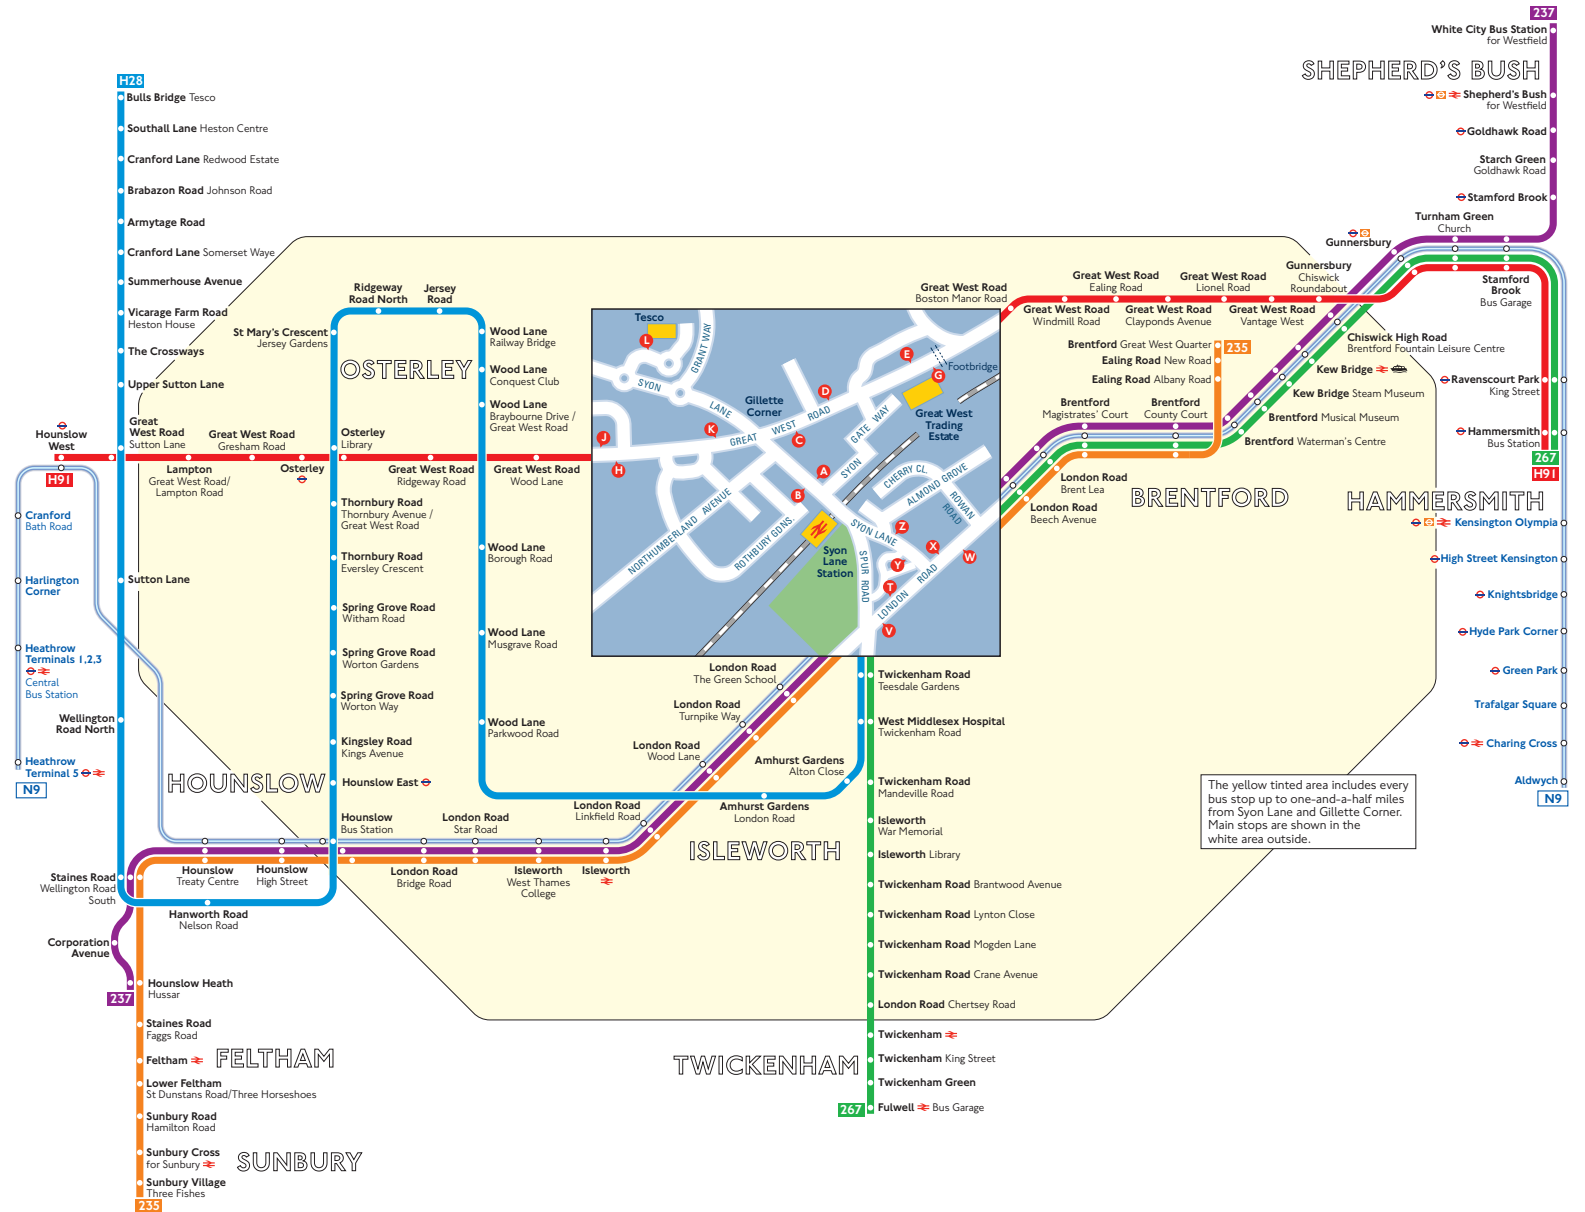 237
White City Bus Station
for Westfield
SHEPHERD'S BUSH
Shepherd's Bush
for Westfield
Goldhawk Road
Starch Green
Goldhawk Road
Stamford Brook
Turnham Green
Church
Gunnersbury
Gunnersbury
Chiswick
Roundabout
Stamford
Brook
Bus Garage
H28
Bulls Bridge Tesco
Southall Lane Heston Centre
Cranford Lane Redwood Estate
Brabazon Road Johnson Road
Armytage Road
Cranford Lane Somerset Waye
Summerhouse Avenue
Vicarage Farm Road
Heston House
The Crossways
Upper Sutton Lane
Great
West Road
Sutton Lane
Hounslow
West
H91
Lampton
Great West Road/
Lampton Road
Great West Road
Gresham Road
Osterley
Osterley
Library
Great West Road
Ridgeway Road
Great West Road
Wood Lane
St Mary's Crescent
Jersey Gardens
Ridgeway
Road North
Jersey
Road
OSTERLEY
Wood Lane
Railway Bridge
Wood Lane
Conquest Club
Wood Lane
Braybourne Drive /
Great West Road
Wood Lane
Borough Road
Wood Lane
Musgrave Road
Wood Lane
Parkwood Road
Thornbury Road
Thornbury Avenue /
Great West Road
Thornbury Road
Eversley Crescent
Spring Grove Road
Witham Road
Spring Grove Road
Worton Gardens
Spring Grove Road
Worton Way
Kingsley Road
Kings Avenue
Hounslow East
HOUNSLOW
Hounslow
Bus Station
Cranford
Bath Road
Harlington
Corner
Heathrow
Terminals 1,2,3
Central
Bus Station
Heathrow
Terminal 5
N9
Sutton Lane
Wellington
Road North
Staines Road
Wellington Road
South
Corporation
Avenue
237
Hounslow Heath
Hussar
Staines Road
Faggs Road
Feltham
FELTHAM
Lower Feltham
St Dunstans Road/Three Horseshoes
Sunbury Road
Hamilton Road
Sunbury Cross
for Sunbury
SUNBURY
Sunbury Village
Three Fishes
235
Hanworth Road
Nelson Road
Hounslow
Treaty Centre
Hounslow
High Street
London Road
Star Road
London Road
Bridge Road
Isleworth
West Thames
College
Isleworth
London Road
Linkfield Road
London Road
Wood Lane
London Road
Turnpike Way
London Road
The Green School
Amhurst Gardens
Alton Close
Amhurst Gardens
London Road
ISLEWORTH
Tesco
L
GRANT WAY
SYON
LANE
Gillette
Corner
D
E
G
Footbridge
Great West
Trading
Estate
GREAT WEST ROAD
GATE WAY
SYON
J
H
K
C
A
B
CHERRY CL.
ALMOND GROVE
ROWAN
ROAD
NORTHUMBERLAND AVENUE
ROTHBURY GDNS.
SYON LANE
Syon
Lane
Station
SPUR ROAD
LONDON ROAD
Z
X
W
Y
T
V
Great West Road
Boston Manor Road
Great West Road
Windmill Road
Great West Road
Ealing Road
Great West Road
Clayponds Avenue
Great West Road
Lionel Road
Great West Road
Vantage West
Brentford Great West Quarter
235
Ealing Road New Road
Ealing Road Albany Road
Brentford
Magistrates' Court
Brentford
County Court
London Road
Brent Lea
London Road
Beech Avenue
BRENTFORD
Chiswick High Road
Brentford Fountain Leisure Centre
Kew Bridge
Kew Bridge Steam Museum
Brentford Musical Museum
Brentford Waterman's Centre
Ravenscourt Park
King Street
Hammersmith
Bus Station
267
H91
HAMMERSMITH
Kensington Olympia
High Street Kensington
Knightsbridge
Hyde Park Corner
Green Park
Trafalgar Square
Charing Cross
Aldwych
N9
The yellow tinted area includes every
bus stop up to one-and-a-half miles
from Syon Lane and Gillette Corner.
Main stops are shown in the
white area outside.
Twickenham Road
Teesdale Gardens
West Middlesex Hospital
Twickenham Road
Twickenham Road
Mandeville Road
Isleworth
War Memorial
Isleworth Library
Twickenham Road Brantwood Avenue
Twickenham Road Lynton Close
Twickenham Road Mogden Lane
Twickenham Road Crane Avenue
London Road Chertsey Road
Twickenham
TWICKENHAM
Twickenham King Street
Twickenham Green
267
Fulwell Bus Garage